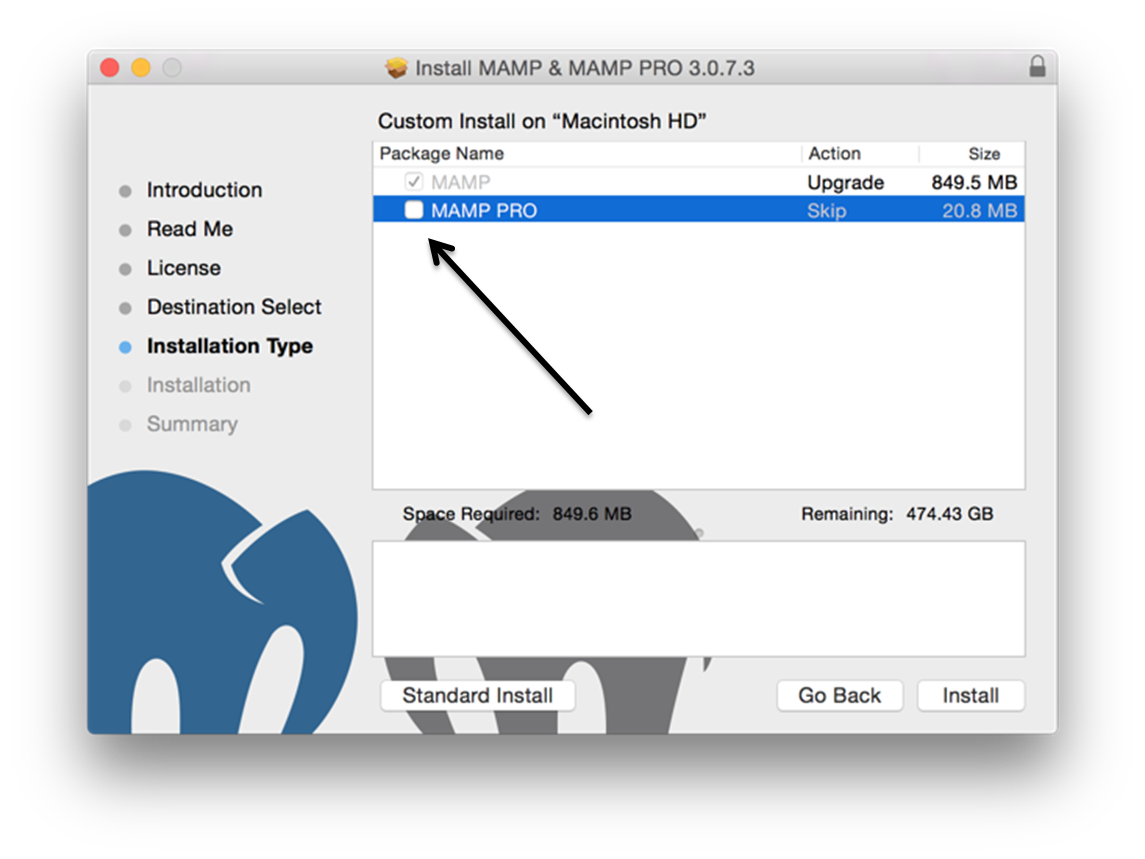 Install MAMP & MAMP PRO 3.0.7.3
Custom Install on “Macintosh HD”
Package Name Action Size
MAMP Upgrade 849.5 MB
MAMP PRO Skip 20.8 MB
Introduction
Read Me
License
Destination Select
Installation Type
Installation
Summary
Space Required: 849.6 MB Remaining: 474.43 GB
Standard Install Go Back Install